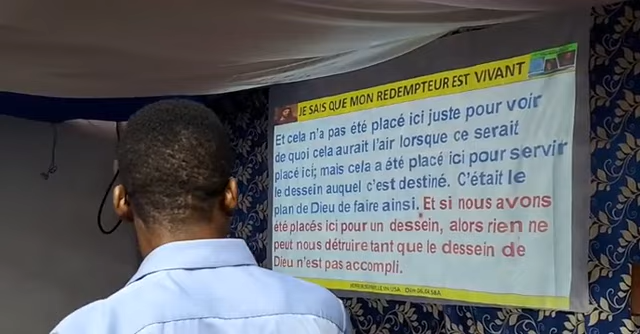 JE SAIS QUE MON REDEMPTEUR EST VIVANT
Et cela n'a pas été placé ici juste pour voir
de quoi cela aurait l'air lorsque ce serait
placé ici; mais cela a été placé ici pour servir
le dessein auquel c'est destiné. C'était le
plan de Dieu de faire ainsi. Et si nous avons
été placés ici pour un dessein, alors rien ne
peut nous détruire tant que le dessein de
Dieu n'est pas accompli.